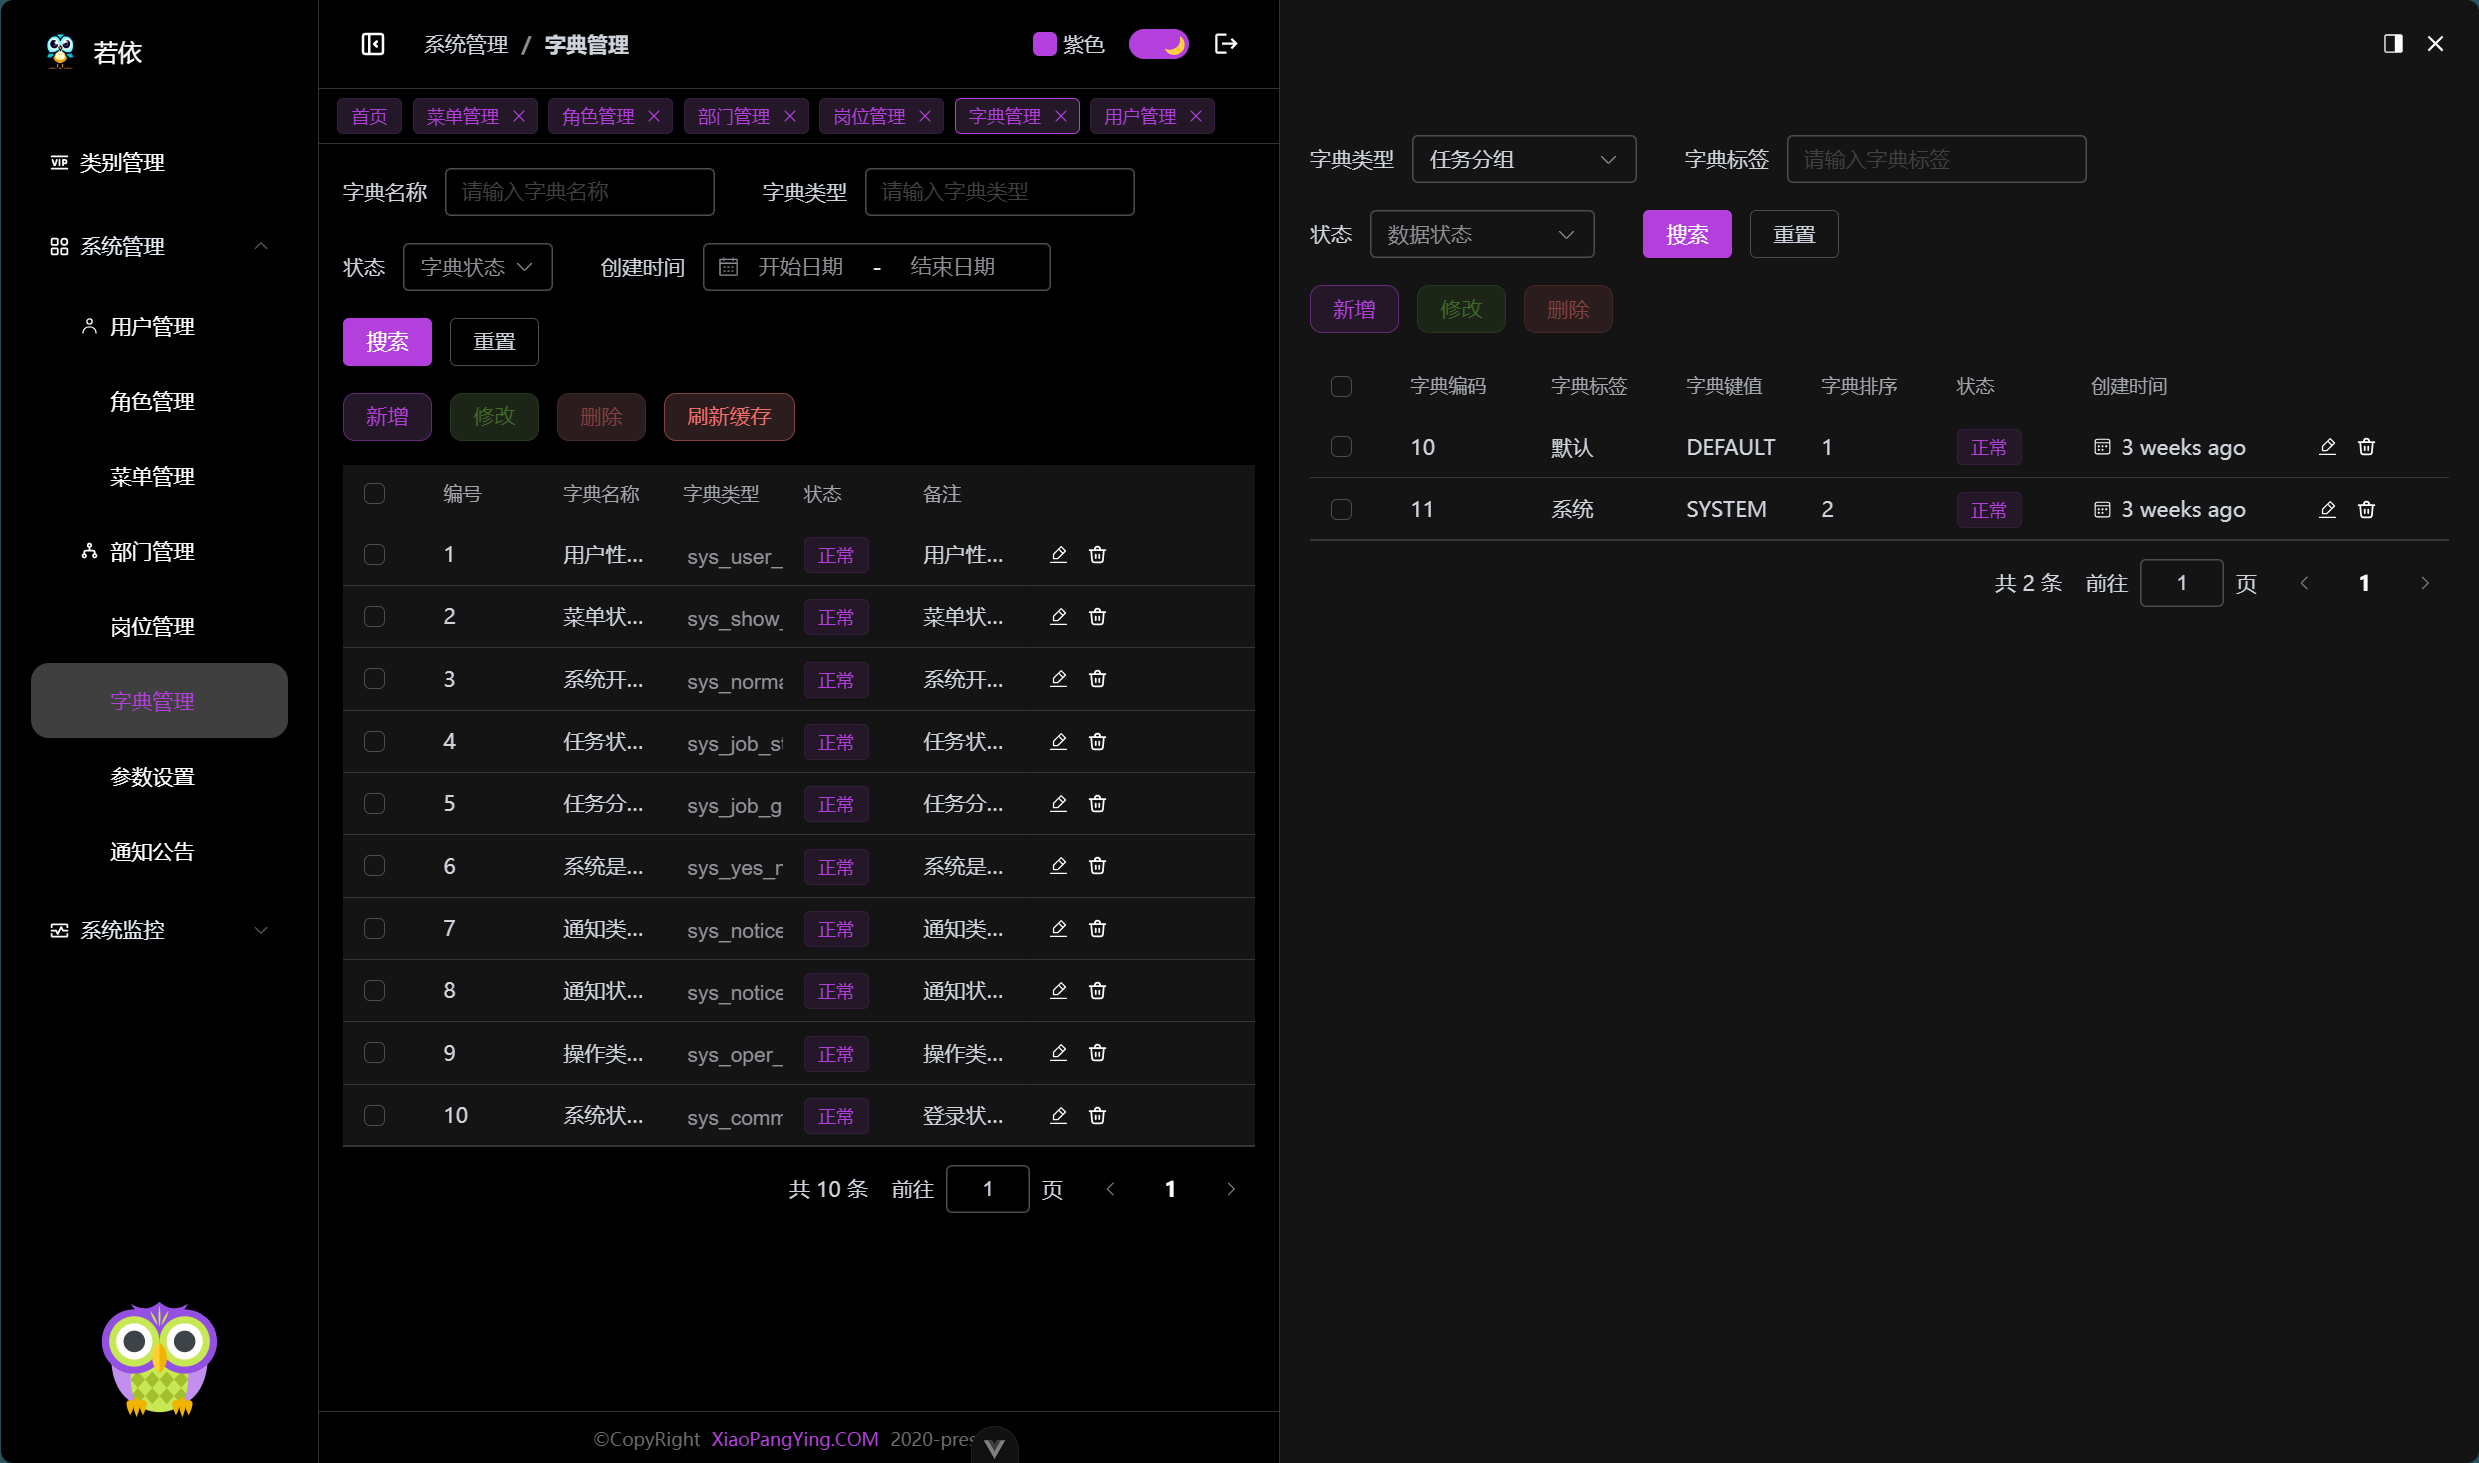 若依
类别管理
系统管理
用户管理
角色管理
菜单管理
部门管理
岗位管理
字典管理
参数设置
通知公告
系统监控
系统管理 / 字典管理
紫色
首页 菜单管理 角色管理 部门管理 岗位管理 字典管理 用户管理
字典名称 请输入字典名称 字典类型 请输入字典类型
状态 字典状态 创建时间 开始日期 - 结束日期
搜索 重置
新增 修改 删除 刷新缓存
编号 字典名称 字典类型 状态 备注
1 用户性... sys_user_ 正常 用户性...
2 菜单状... sys_show_ 正常 菜单状...
3 系统开... sys_norma 正常 系统开...
4 任务状... sys_job_st 正常 任务状...
5 任务分... sys_job_g 正常 任务分...
6 系统是... sys_yes_n 正常 系统是...
7 通知类... sys_notice 正常 通知类...
8 通知状... sys_notice 正常 通知状...
9 操作类... sys_oper_ 正常 操作类...
10 系统状... sys_comm 正常 登录状...
共 10 条 前往 1 页 1
©CopyRight XiaoPangYing.COM 2020-pres
字典类型 任务分组 字典标签 请输入字典标签
状态 数据状态 搜索 重置
新增 修改 删除
字典编码 字典标签 字典键值 字典排序 状态 创建时间
10 默认 DEFAULT 1 正常 3 weeks ago
11 系统 SYSTEM 2 正常 3 weeks ago
共 2 条 前往 1 页 1